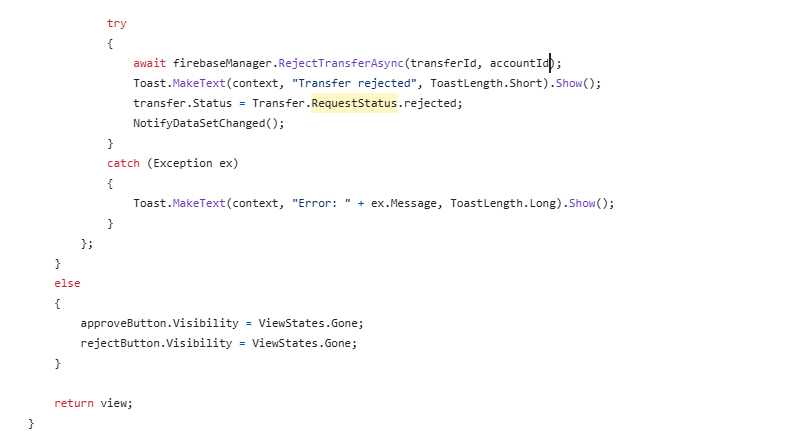 try
{
await firebaseManager.RejectTransferAsync(transferId, accountId);
Toast.MakeText(context, "Transfer rejected", ToastLength.Short).Show();
transfer.Status = Transfer.RequestStatus.rejected;
NotifyDataSetChanged();
}
catch (Exception ex)
{
Toast.MakeText(context, "Error: " + ex.Message, ToastLength.Long).Show();
}
};
}
else
{
approveButton.Visibility = ViewStates.Gone;
rejectButton.Visibility = ViewStates.Gone;
}
return view;
}